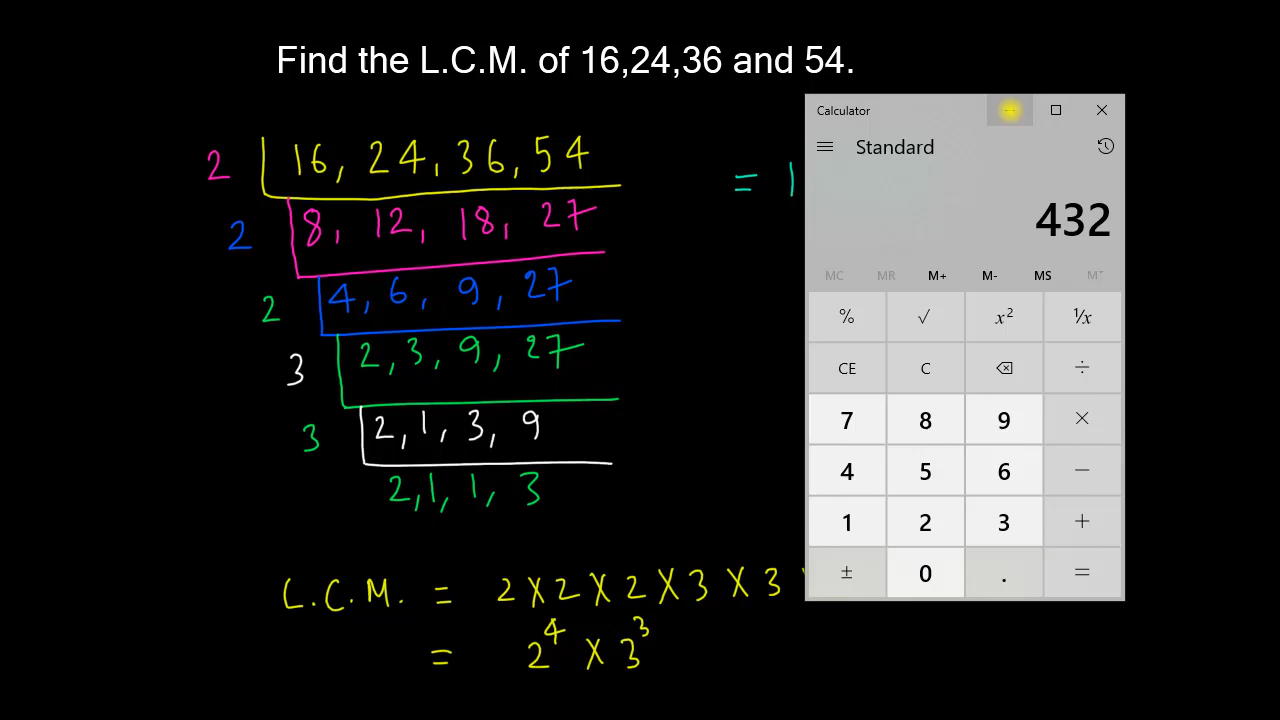 Find the L.C.M. of 16,24,36 and 54.
2 16, 24, 36, 54
2 8, 12, 18, 27
2 4, 6, 9, 27
3 2, 3, 9, 27
3 2, 1, 3, 9
2, 1, 1, 3
L.C.M. = 2 X 2 X 2 X 3 X 3
= 2⁴ X 3³
= 1
Calculator
Standard
432
MC MR M+ M- MS M˅
% √ x² ¹/x
CE C ⌫ ÷
7 8 9 ×
4 5 6 −
1 2 3 +
± 0 . =